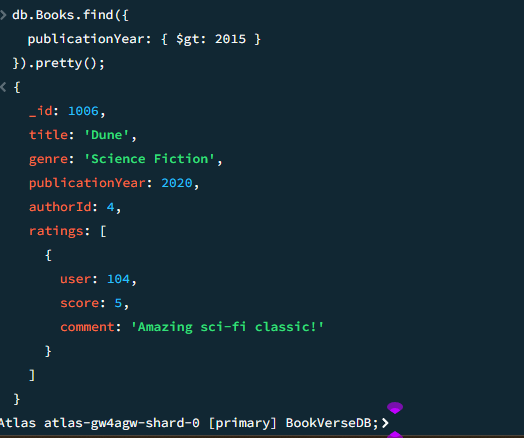 > db.Books.find({
publicationYear: { $gt: 2015 }
}).pretty();
< {
_id: 1006,
title: 'Dune',
genre: 'Science Fiction',
publicationYear: 2020,
authorId: 4,
ratings: [
{
user: 104,
score: 5,
comment: 'Amazing sci-fi classic!'
}
]
}
Atlas atlas-gw4agw-shard-0 [primary] BookVerseDB;>